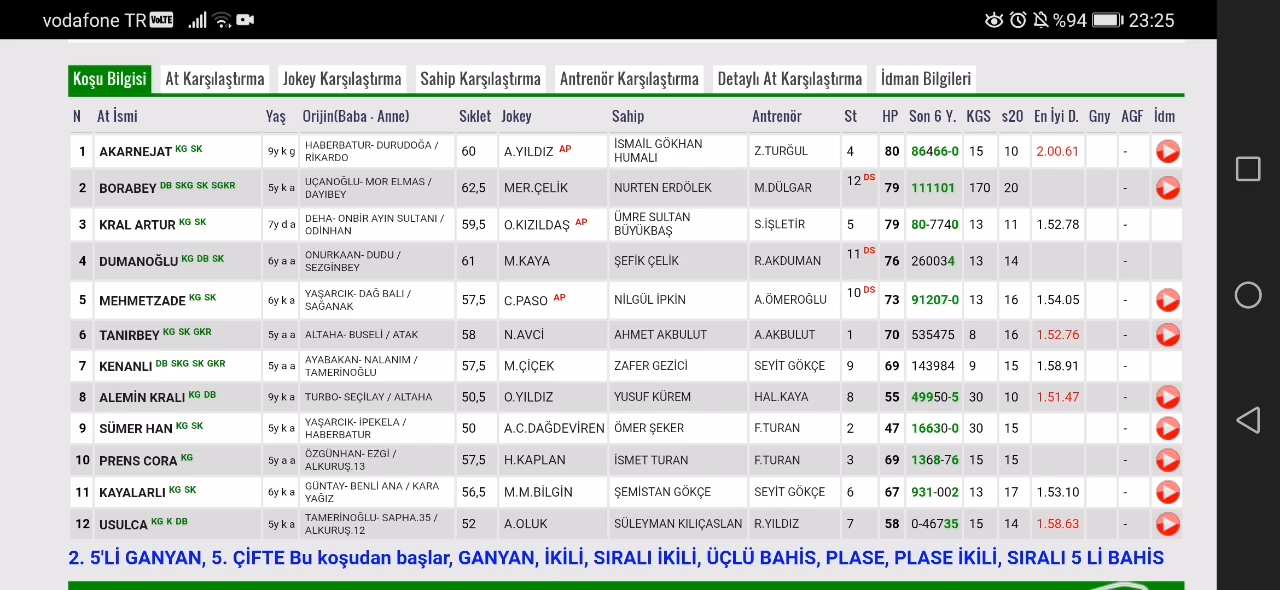 vodafone TR VoLTE %94 23:25
Koşu Bilgisi At Karşılaştırma Jokey Karşılaştırma Sahip Karşılaştırma Antrenör Karşılaştırma Detaylı At Karşılaştırma İdman Bilgileri
N At İsmi Yaş Orijin(Baba - Anne) Sıklet Jokey Sahip Antrenör St HP Son 6 Y. KGS s20 En İyi D. Gny AGF İdm
1 AKARNEJAT KG SK 9y k g HABERBATUR- DURUDOĞA / RİKARDO 60 A.YILDIZ AP İSMAİL GÖKHAN HUMALI Z.TURĞUL 4 80 86466-0 15 10 2.00.61 -
2 BORABEY DB SKG SK SGKR 5y k a UÇANOĞLU- MOR ELMAS / DAYIBEY 62,5 MER.ÇELİK NURTEN ERDÖLEK M.DÜLGAR 12 DS 79 111101 170 20 -
3 KRAL ARTUR KG SK 7y d a DEHA- ONBİR AYIN SULTANI / ODİNHAN 59,5 O.KIZILDAŞ AP ÜMRE SULTAN BÜYÜKBAŞ S.İŞLETİR 5 79 80-7740 13 11 1.52.78 -
4 DUMANOĞLU KG DB SK 6y a a ONURKAAN- DUDU / SEZGİNBEY 61 M.KAYA ŞEFİK ÇELİK R.AKDUMAN 11 DS 76 260034 13 14 -
5 MEHMETZADE KG SK 6y k a YAŞARCIK- DAĞ BALI / SAĞANAK 57,5 C.PASO AP NİLGÜL İPKİN A.ÖMEROĞLU 10 DS 73 91207-0 13 16 1.54.05 -
6 TANIRBEY KG SK GKR 5y a a ALTAHA- BUSELİ / ATAK 58 N.AVCİ AHMET AKBULUT A.AKBULUT 1 70 535475 8 16 1.52.76 -
7 KENANLI DB SKG SK GKR 5y a a AYABAKAN- NALANIM / TAMERİNOĞLU 57,5 M.ÇİÇEK ZAFER GEZİCİ SEYİT GÖKÇE 9 69 143984 9 15 1.58.91 -
8 ALEMİN KRALI KG DB 9y k a TURBO- SEÇİLAY / ALTAHA 50,5 O.YILDIZ YUSUF KÜREM HAL.KAYA 8 55 49950-5 30 10 1.51.47 -
9 SÜMER HAN KG SK 5y k a YAŞARCIK- İPEKELA / HABERBATUR 50 A.C.DAĞDEVİREN ÖMER ŞEKER F.TURAN 2 47 16630-0 30 15 -
10 PRENS CORA KG 5y a a ÖZGÜNHAN- EZGİ / ALKURUŞ.13 57,5 H.KAPLAN İSMET TURAN F.TURAN 3 69 1368-76 15 15 -
11 KAYALARLI KG SK 6y k a GÜNTAY- BENLİ ANA / KARA YAĞIZ 56,5 M.M.BİLGİN ŞEMİSTAN GÖKÇE SEYİT GÖKÇE 6 67 931-002 13 17 1.53.10 -
12 USULCA KG K DB 5y k a TAMERİNOĞLU- SAPHA.35 / ALKURUŞ.12 52 A.OLUK SÜLEYMAN KILIÇASLAN R.YILDIZ 7 58 0-46735 15 14 1.58.63 -
2. 5'Lİ GANYAN, 5. ÇİFTE Bu koşudan başlar, GANYAN, İKİLİ, SIRALI İKİLİ, ÜÇLÜ BAHİS, PLASE, PLASE İKİLİ, SIRALI 5 Lİ BAHİS